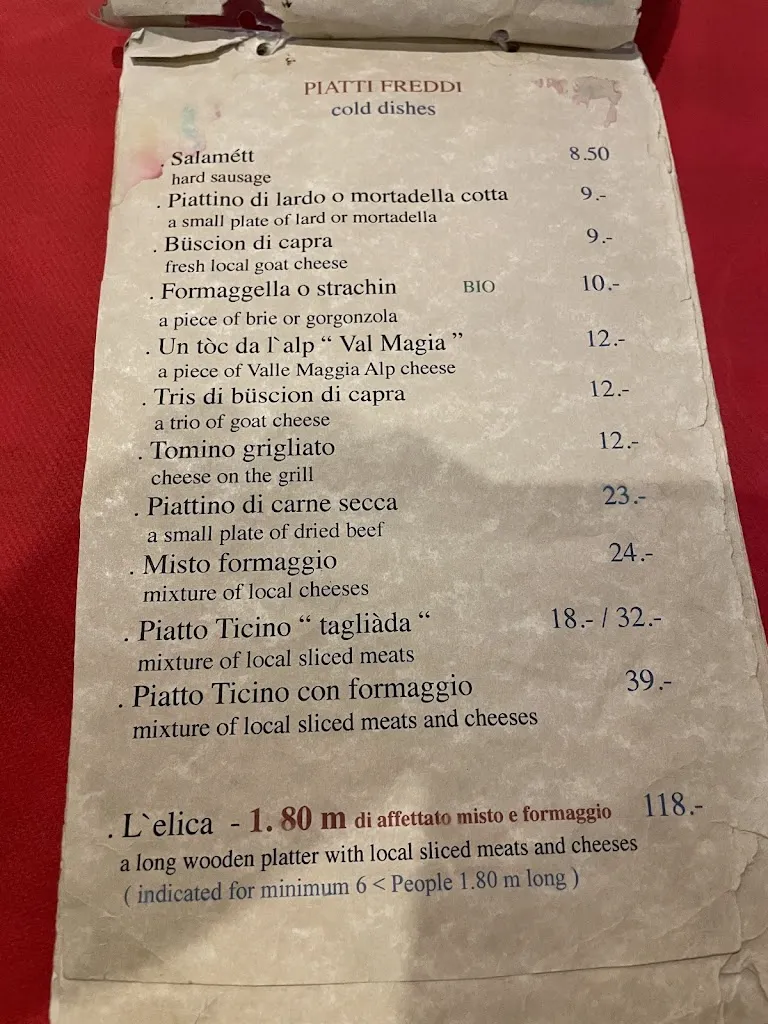 PIATTI FREDDI
cold dishes
. Salamétt 8.50
hard sausage
. Piattino di lardo o mortadella cotta 9.-
a small plate of lard or mortadella
. Büscion di capra 9.-
fresh local goat cheese
. Formaggella o strachin BIO 10.-
a piece of brie or gorgonzola
. Un tòc da l`alp “ Val Magia ” 12.-
a piece of Valle Maggia Alp cheese
. Tris di büscion di capra 12.-
a trio of goat cheese
. Tomino grigliato 12.-
cheese on the grill
. Piattino di carne secca 23.-
a small plate of dried beef
. Misto formaggio 24.-
mixture of local cheeses
. Piatto Ticino “ tagliàda “ 18.- / 32.-
mixture of local sliced meats
. Piatto Ticino con formaggio 39.-
mixture of local sliced meats and cheeses
. L`elica - 1. 80 m di affettato misto e formaggio 118.-
a long wooden platter with local sliced meats and cheeses
( indicated for minimum 6 < People 1.80 m long )